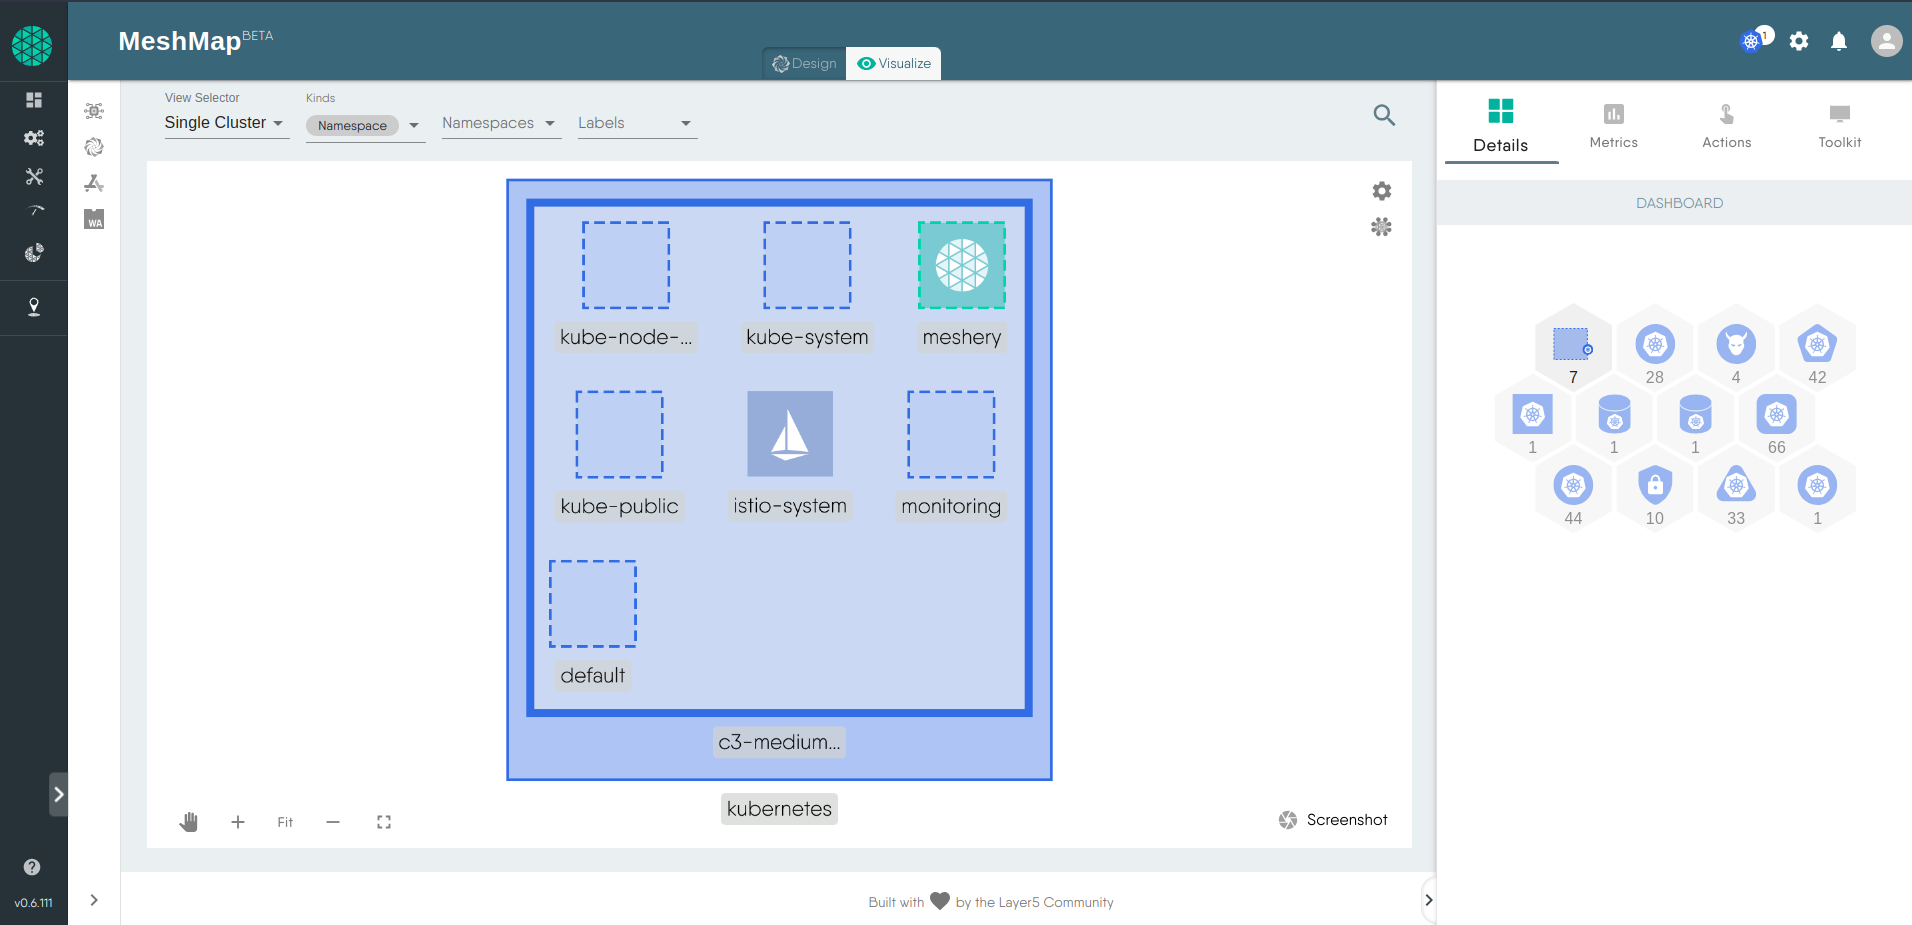 MeshMap BETA
1
Design
Visualize
View Selector
Single Cluster
Kinds
Namespace
Namespaces
Labels
Details
Metrics
Actions
Toolkit
DASHBOARD
WA
kube-node-...
kube-system
meshery
kube-public
istio-system
monitoring
default
c3-medium...
kubernetes
7
28
4
42
1
1
1
66
44
10
33
1
Fit
Screenshot
v0.6.111
Built with by the Layer5 Community